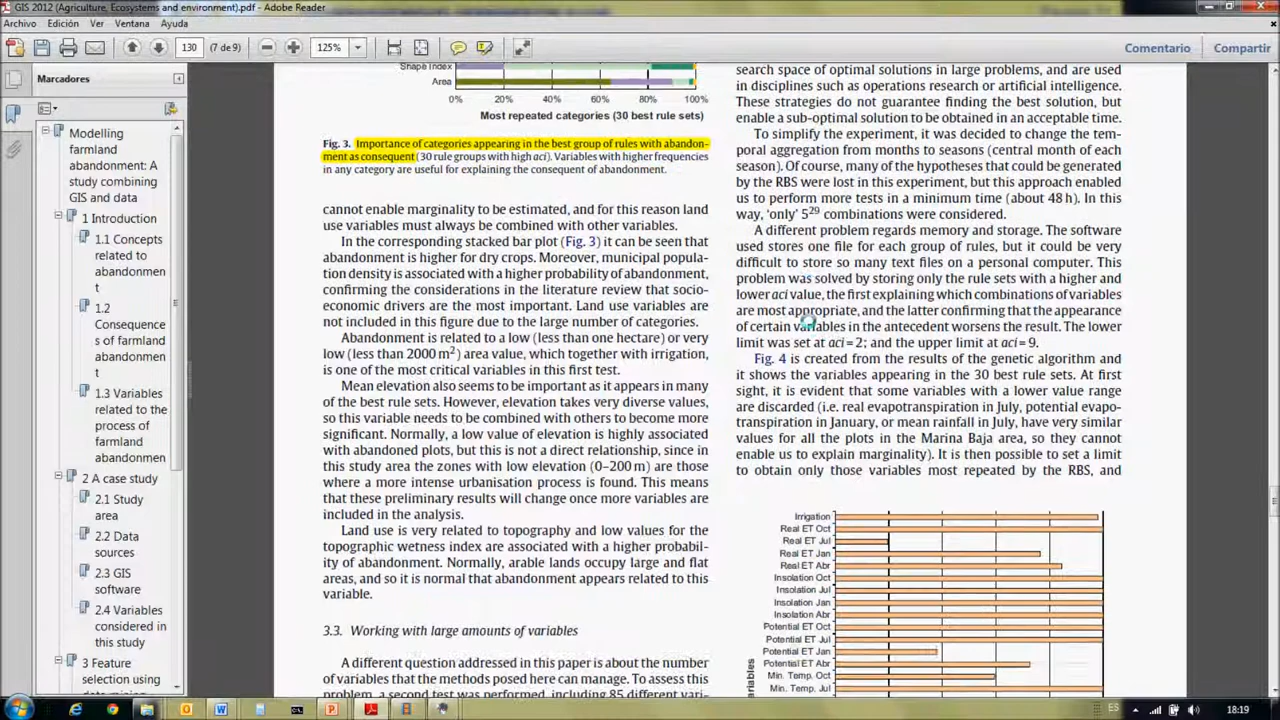 GIS 2012 (Agriculture, Ecosystems and environment).pdf - Adobe Reader
Archivo Edición Ver Ventana Ayuda
130 (7 de 9) 125% Comentario Compartir
Marcadores
Modelling
farmland
abandonment: A
study combining
GIS and data
1 Introduction
1.1 Concepts
related to
abandonmen
t
1.2
Consequence
s of farmland
abandonment
1.3 Variables
related to the
process of
farmland
abandonment
2 A case study
2.1 Study
area
2.2 Data
sources
2.3 GIS
software
2.4 Variables
considered in
this study
3 Feature
selection using
Shape Index
Area
0% 20% 40% 60% 80% 100%
Most repeated categories (30 best rule sets)
Fig. 3. Importance of categories appearing in the best group of rules with abandon-
ment as consequent (30 rule groups with high aci). Variables with higher frequencies
in any category are useful for explaining the consequent of abandonment.
cannot enable marginality to be estimated, and for this reason land
use variables must always be combined with other variables.
In the corresponding stacked bar plot (Fig. 3) it can be seen that
abandonment is higher for dry crops. Moreover, municipal popula-
tion density is associated with a higher probability of abandonment,
confirming the considerations in the literature review that socio-
economic drivers are the most important. Land use variables are
not included in this figure due to the large number of categories.
Abandonment is related to a low (less than one hectare) or very
low (less than 2000 m2) area value, which together with irrigation,
is one of the most critical variables in this first test.
Mean elevation also seems to be important as it appears in many
of the best rule sets. However, elevation takes very diverse values,
so this variable needs to be combined with others to become more
significant. Normally, a low value of elevation is highly associated
with abandoned plots, but this is not a direct relationship, since in
this study area the zones with low elevation (0–200 m) are those
where a more intense urbanisation process is found. This means
that these preliminary results will change once more variables are
included in the analysis.
Land use is very related to topography and low values for the
topographic wetness index are associated with a higher probabil-
ity of abandonment. Normally, arable lands occupy large and flat
areas, and so it is normal that abandonment appears related to this
variable.
3.3. Working with large amounts of variables
A different question addressed in this paper is about the number
of variables that the methods posed here can manage. To assess this
problem, a second test was performed, including 85 different vari-
search space of optimal solutions in large problems, and are used
in disciplines such as operations research or artificial intelligence.
These strategies do not guarantee finding the best solution, but
enable a sub-optimal solution to be obtained in an acceptable time.
To simplify the experiment, it was decided to change the tem-
poral aggregation from months to seasons (central month of each
season). Of course, many of the hypotheses that could be generated
by the RBS were lost in this experiment, but this approach enabled
us to perform more tests in a minimum time (about 48 h). In this
way, 'only' 529 combinations were considered.
A different problem regards memory and storage. The software
used stores one file for each group of rules, but it could be very
difficult to store so many text files on a personal computer. This
problem was solved by storing only the rule sets with a higher and
lower aci value, the first explaining which combinations of variables
are most appropriate, and the latter confirming that the appearance
of certain variables in the antecedent worsens the result. The lower
limit was set at aci = 2; and the upper limit at aci = 9.
Fig. 4 is created from the results of the genetic algorithm and
it shows the variables appearing in the 30 best rule sets. At first
sight, it is evident that some variables with a lower value range
are discarded (i.e. real evapotranspiration in July, potential evapo-
transpiration in January, or mean rainfall in July, have very similar
values for all the plots in the Marina Baja area, so they cannot
enable us to explain marginality). It is then possible to set a limit
to obtain only those variables most repeated by the RBS, and
Irrigation
Real ET Oct
Real ET Jul
Real ET Jan
Real ET Abr
Insolation Oct
Insolation Jul
Insolation Jan
Insolation Abr
Potential ET Oct
Potential ET Jul
Potential ET Jan
Potential ET Abr
Min. Temp. Oct
Min. Temp. Jul
ES 18:19